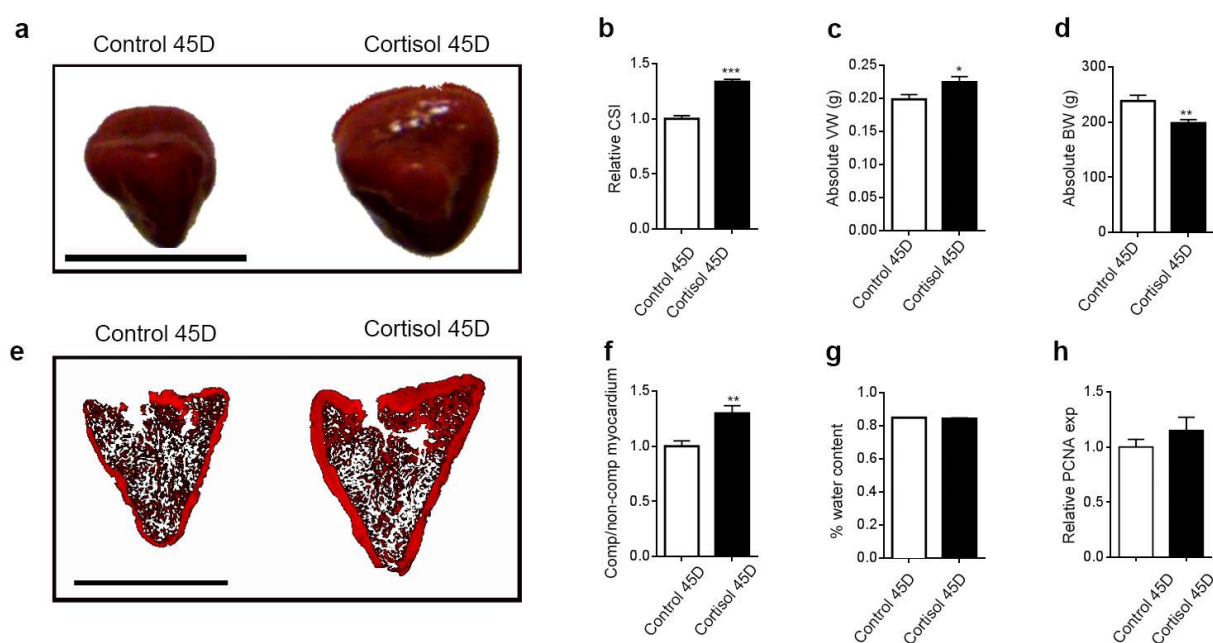 a
Control 45D
Cortisol 45D
b
Relative CSI
1.5
1.0
0.5
0.0
***
Control 45D
Cortisol 45D
c
Absolute VW (g)
0.25
0.20
0.15
0.10
0.05
0.00
*
Control 45D
Cortisol 45D
d
Absolute BW (g)
300
200
100
0
**
Control 45D
Cortisol 45D
e
Control 45D
Cortisol 45D
f
Comp/non-comp myocardium
1.5
1.0
0.5
0.0
**
Control 45D
Cortisol 45D
g
% water content
1.0
0.8
0.6
0.4
0.2
0.0
Control 45D
Cortisol 45D
h
Relative PCNA exp
1.5
1.0
0.5
0.0
Control 45D
Cortisol 45D